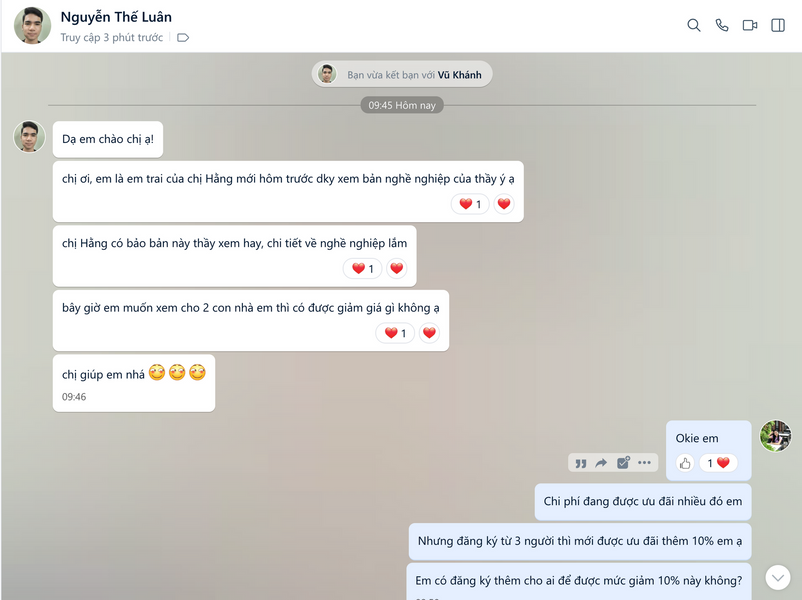 Nguyễn Thế Luân
Truy cập 3 phút trước
Bạn vừa kết bạn với Vũ Khánh
09:45 Hôm nay
Dạ em chào chị ạ!
chị ơi, em là em trai của chị Hằng mới hôm trước dky xem bản nghề nghiệp của thầy ý ạ
1
chị Hằng có bảo bản này thầy xem hay, chi tiết về nghề nghiệp lắm
1
bây giờ em muốn xem cho 2 con nhà em thì có được giảm giá gì không ạ
1
chị giúp em nhá
09:46
Okie em
1
Chi phí đang được ưu đãi nhiều đó em
Nhưng đăng ký từ 3 người thì mới được ưu đãi thêm 10% em ạ
Em có đăng ký thêm cho ai để được mức giảm 10% này không?